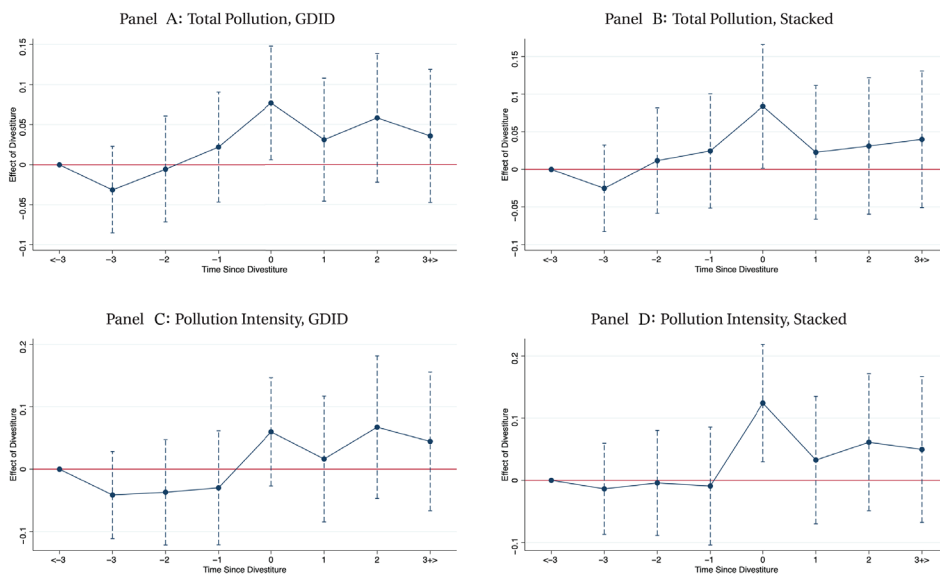 Panel A: Total Pollution, GDID
Effect of Divestiture
0.15
0.1
0.05
0
−0.05
−0.1
<−3 −3 −2 −1 0 1 2 3+>
Time Since Divestiture
Panel B: Total Pollution, Stacked
Effect of Divestiture
0.15
0.1
0.05
0
−0.05
−0.1
<−3 −3 −2 −1 0 1 2 3+>
Time Since Divestiture
Panel C: Pollution Intensity, GDID
Effect of Divestiture
0.2
0.1
0
−0.1
<−3 −3 −2 −1 0 1 2 3+>
Time Since Divestiture
Panel D: Pollution Intensity, Stacked
Effect of Divestiture
0.2
0.1
0
−0.1
<−3 −3 −2 −1 0 1 2 3+>
Time Since Divestiture